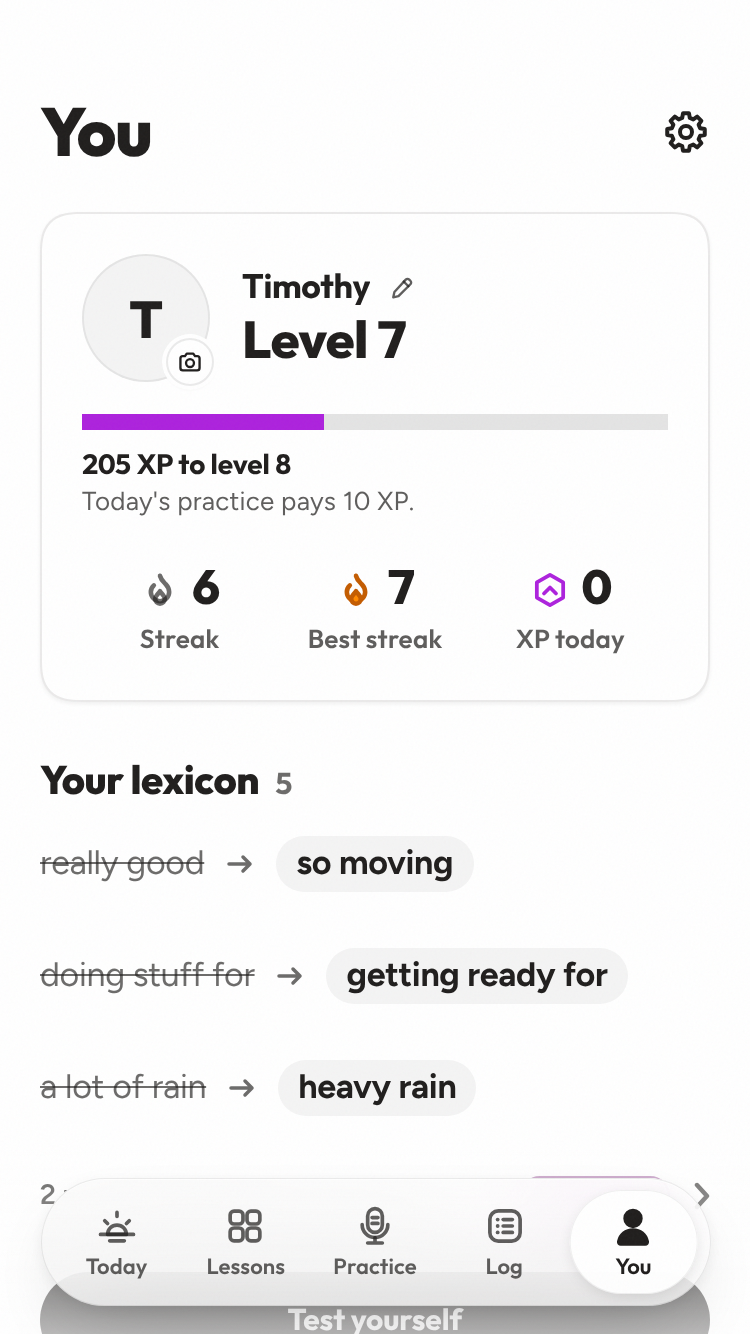 You
T
Timothy
Level 7
205 XP to level 8
Today's practice pays 10 XP.
6
Streak
7
Best streak
0
XP today
Your lexicon 5
really good → so moving
doing stuff for → getting ready for
a lot of rain → heavy rain
2
Today
Lessons
Practice
Log
You
Test yourself